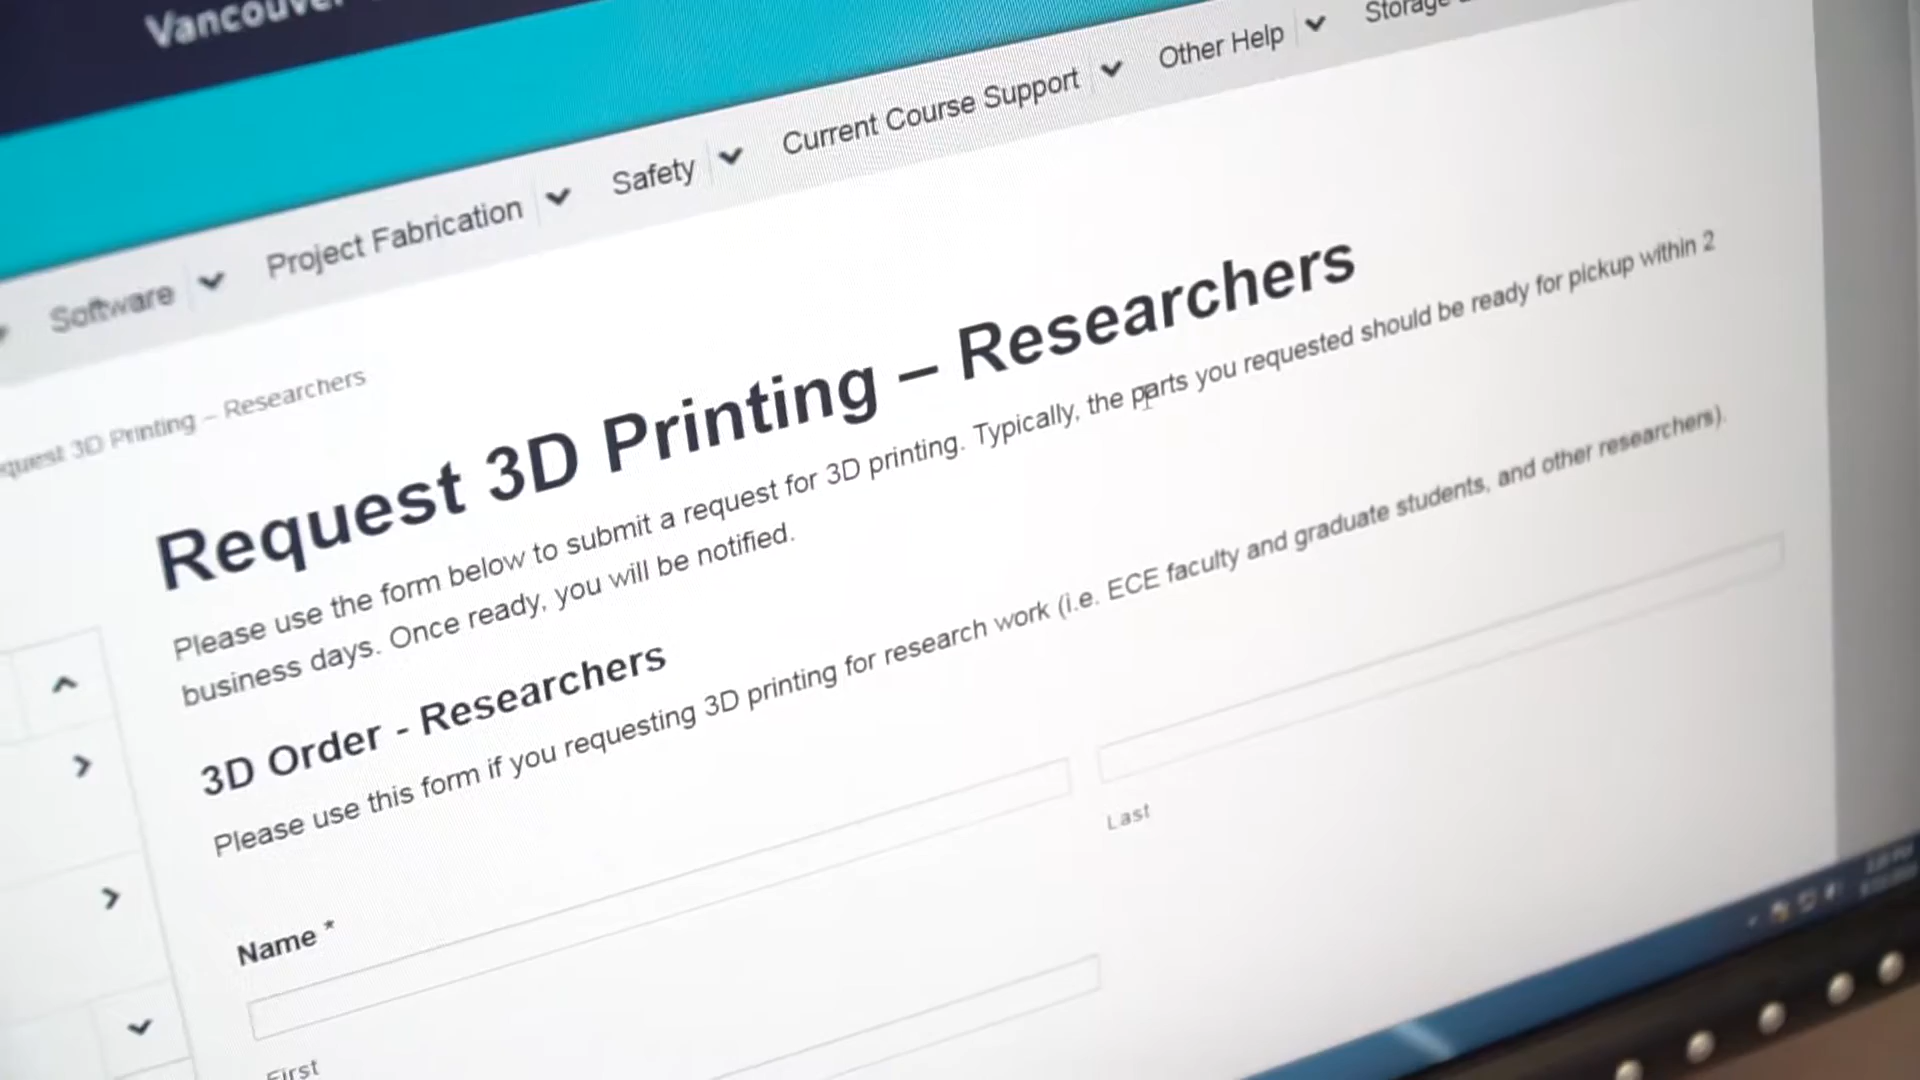 Vancouver
Software
Project Fabrication
Safety
Current Course Support
Other Help
Storage
quest 3D Printing – Researchers
Request 3D Printing – Researchers
Please use the form below to submit a request for 3D printing. Typically, the parts you requested should be ready for pickup within 2
business days. Once ready, you will be notified.
3D Order - Researchers
Please use this form if you requesting 3D printing for research work (i.e. ECE faculty and graduate students, and other researchers).
Name *
Last
First